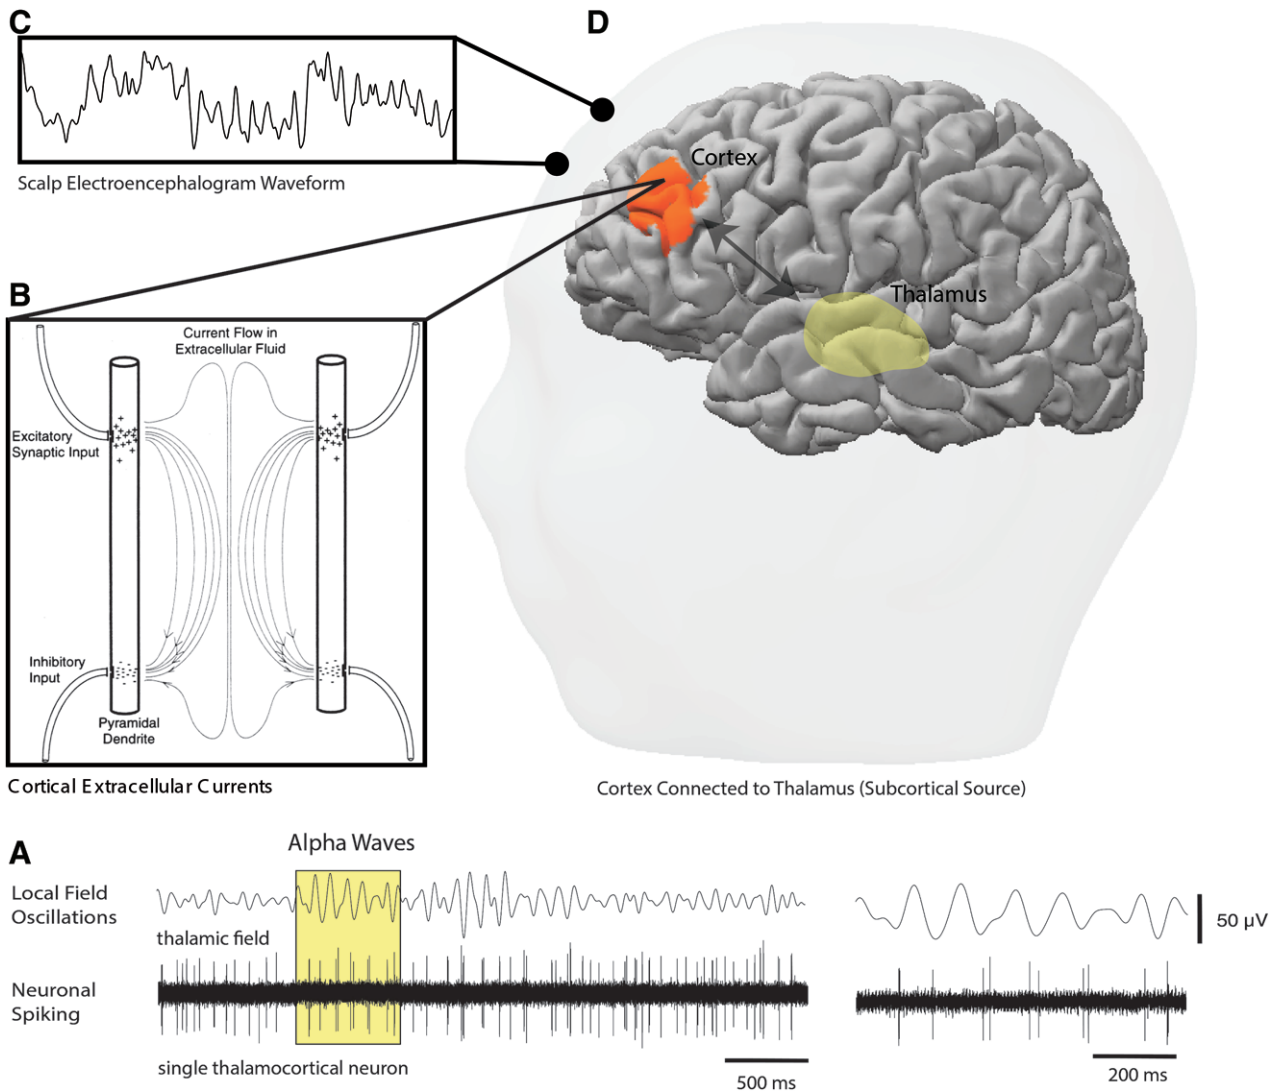 C
D
Scalp Electroencephalogram Waveform
Cortex
Thalamus
B
Current Flow in
Extracellular Fluid
Excitatory
Synaptic Input
Inhibitory
Input
Pyramidal
Dendrite
Cortical Extracellular Currents
Cortex Connected to Thalamus (Subcortical Source)
A
Alpha Waves
Local Field
Oscillations
thalamic field
50 μV
Neuronal
Spiking
single thalamocortical neuron
500 ms
200 ms